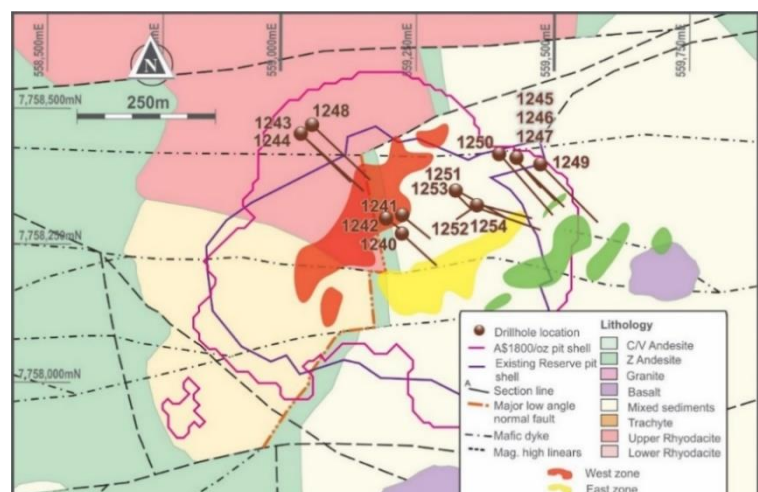 558,500mE
559,000mE
559,250mE
559,500mE
559,750mE
N
250m
7,758,500mN
1243
1244
1248
1245
1246
1247
1250
1249
1251
1253
1241
1242
1240
1252
1254
7,758,250mN
7,758,000mN
Drillhole location
A$1800/oz pit shell
Existing Reserve pit
shell
A
Section line
Major low angle
normal fault
Mafic dyke
Mag. high linears
Lithology
C/V Andesite
Z Andesite
Granite
Basalt
Mixed sediments
Trachyte
Upper Rhyodacite
Lower Rhyodacite
West zone
East zone